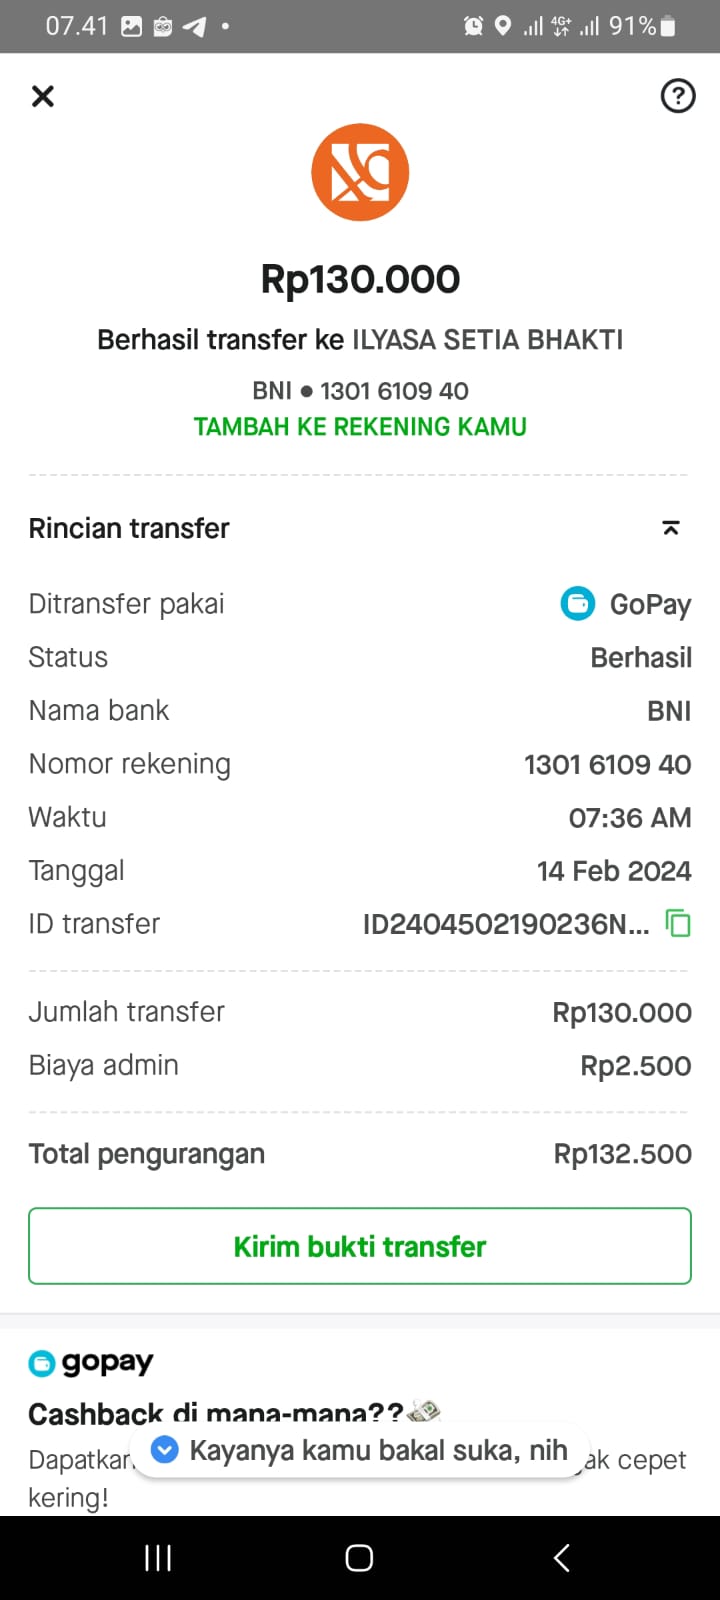 07.41 4G+ 91%
Rp130.000
Berhasil transfer ke ILYASA SETIA BHAKTI
BNI ● 1301 6109 40
TAMBAH KE REKENING KAMU
Rincian transfer
Ditransfer pakai GoPay
Status Berhasil
Nama bank BNI
Nomor rekening 1301 6109 40
Waktu 07:36 AM
Tanggal 14 Feb 2024
ID transfer ID2404502190236N...
Jumlah transfer Rp130.000
Biaya admin Rp2.500
Total pengurangan Rp132.500
Kirim bukti transfer
gopay
Cashback di mana-mana??
Kayanya kamu bakal suka, nih
cepet
kering!